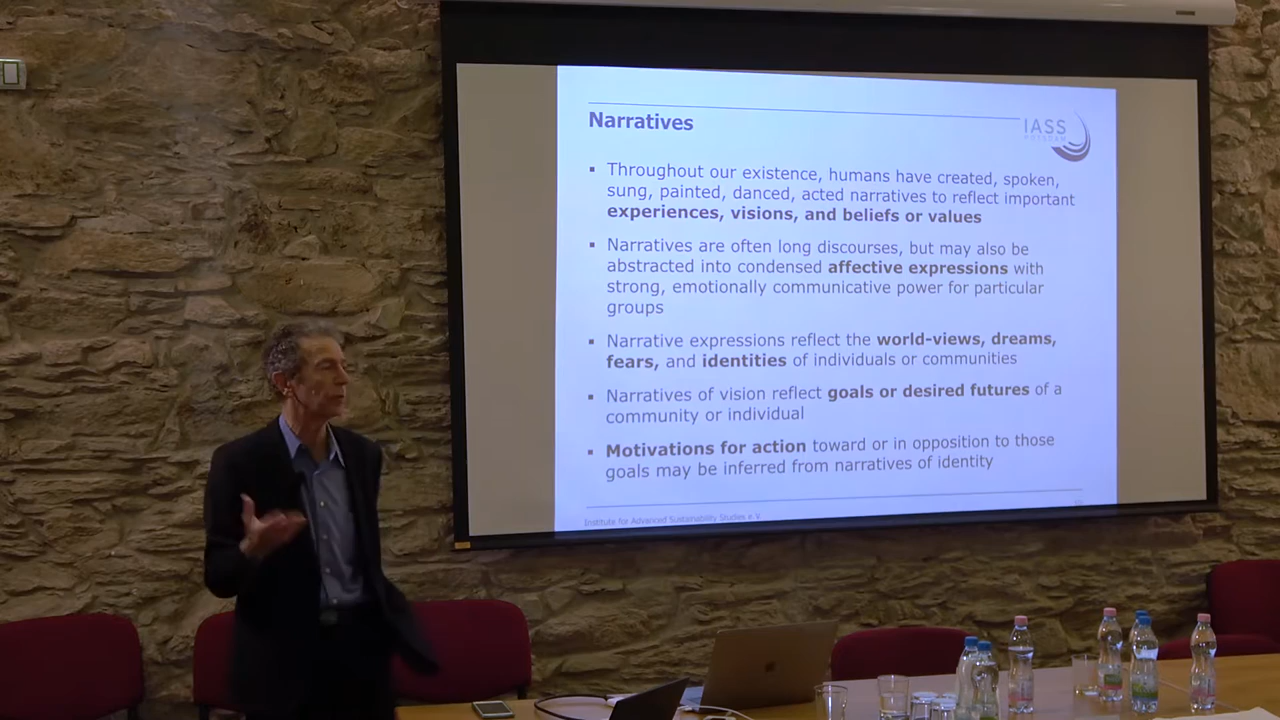 Narratives
IASS
POTSDAM
▪ Throughout our existence, humans have created, spoken,
sung, painted, danced, acted narratives to reflect important
experiences, visions, and beliefs or values
▪ Narratives are often long discourses, but may also be
abstracted into condensed affective expressions with
strong, emotionally communicative power for particular
groups
▪ Narrative expressions reflect the world-views, dreams,
fears, and identities of individuals or communities
▪ Narratives of vision reflect goals or desired futures of a
community or individual
▪ Motivations for action toward or in opposition to those
goals may be inferred from narratives of identity
Institute for Advanced Sustainability Studies e.V.